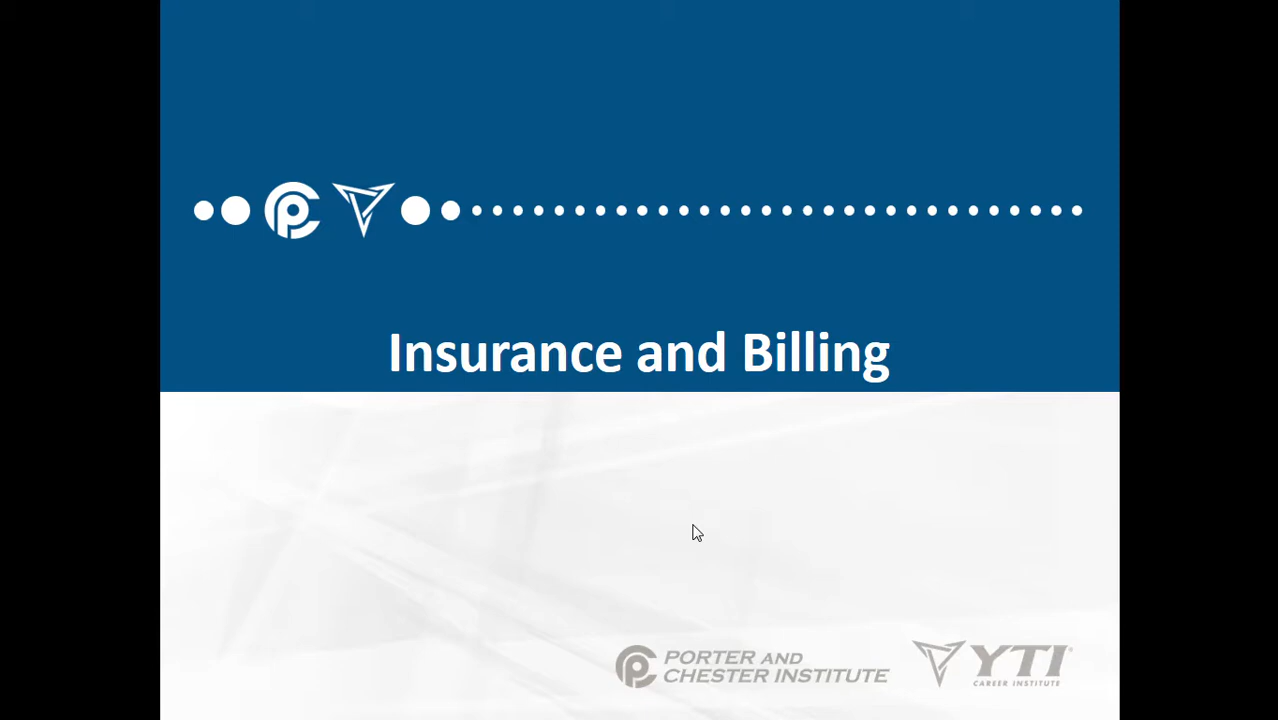 Insurance and Billing
PORTER AND
CHESTER INSTITUTE
YTI
CAREER INSTITUTE